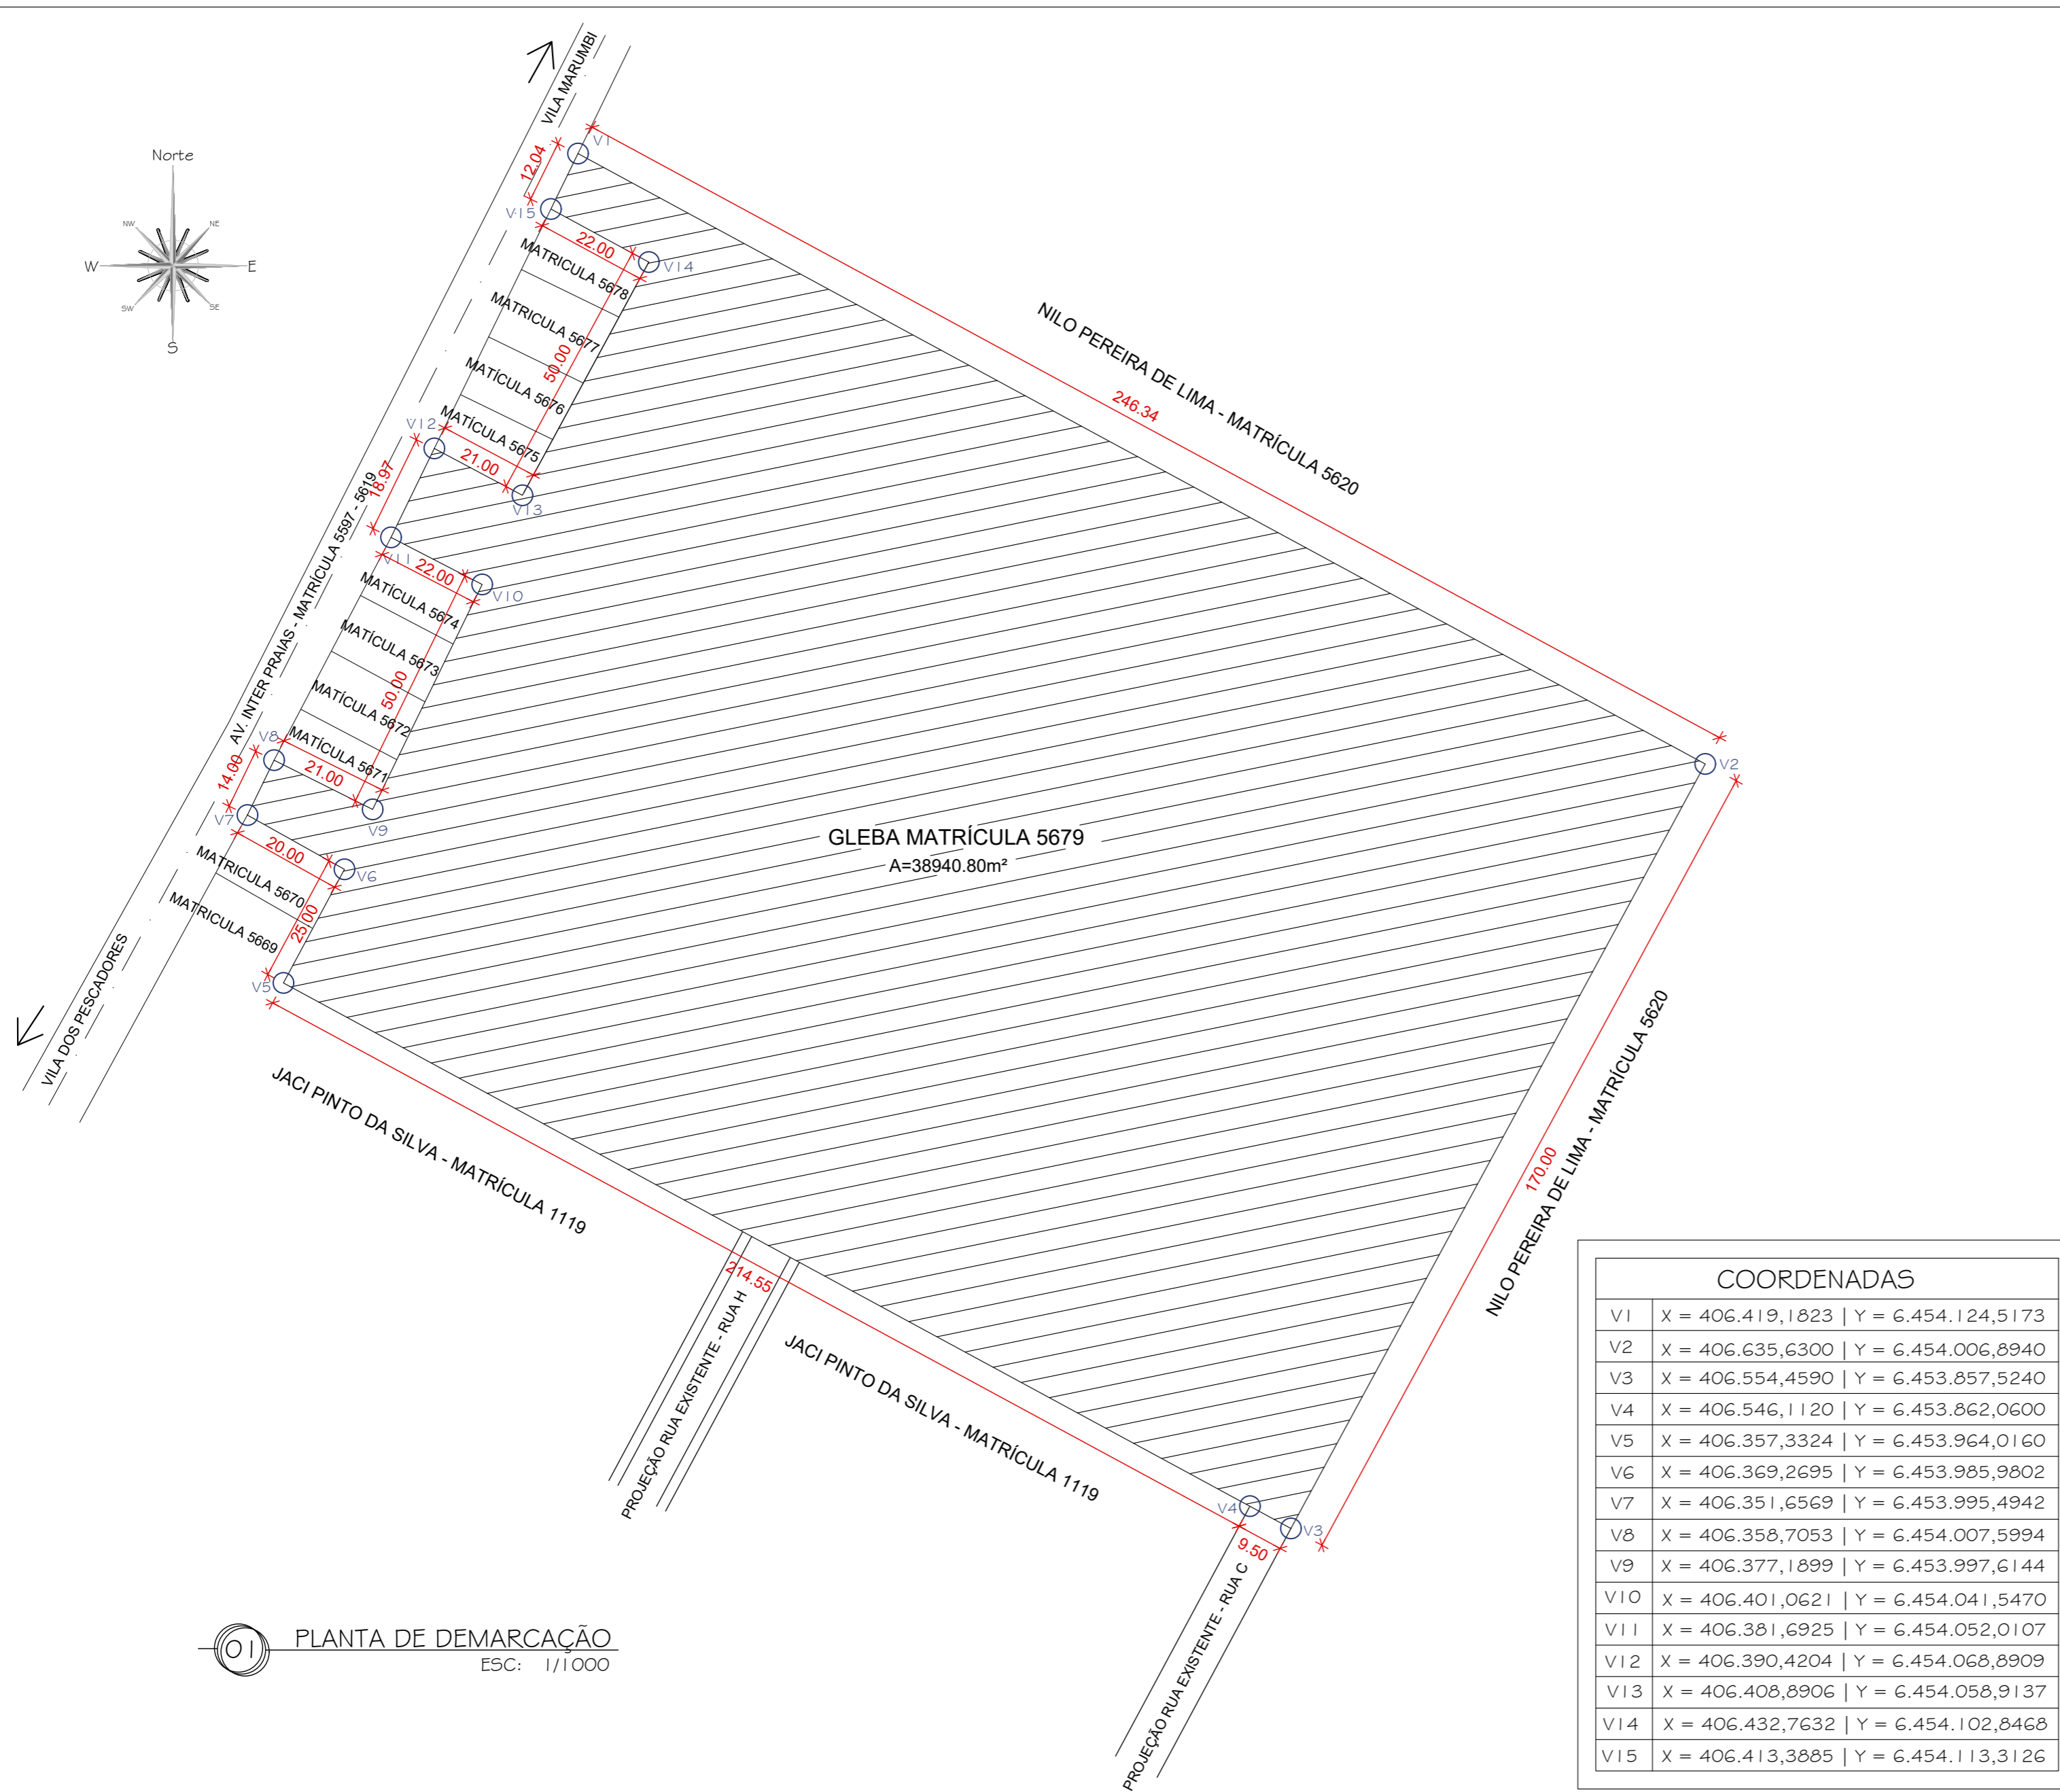 VILA MARUMBI
Norte
NW
NE
W
E
SW
SE
S
V1
12.04
V15
22.00
V14
MATRICULA 5678
MATRICULA 5677
50.00
MATÍCULA 5676
MATÍCULA 5675
V12
21.00
V13
18.97
V11
22.00
V10
MATÍCULA 5674
MATÍCULA 5673
50.00
MATÍCULA 5672
MATÍCULA 5671
AV. INTER PRAIAS - MATRÍCULA 5597 - 5619
V8
21.00
V9
14.00
V7
20.00
V6
MATRICULA 5670
25.00
MATRICULA 5669
V5
VILA DOS PESCADORES
NILO PEREIRA DE LIMA - MATRÍCULA 5620
246.34
V2
GLEBA MATRÍCULA 5679
A=38940.80m²
NILO PEREIRA DE LIMA - MATRÍCULA 5620
170.00
JACI PINTO DA SILVA - MATRÍCULA 1119
214.55
PROJEÇÃO RUA EXISTENTE - RUA H
JACI PINTO DA SILVA - MATRÍCULA 1119
V4
V3
9.50
PROJEÇÃO RUA EXISTENTE - RUA C
01
PLANTA DE DEMARCAÇÃO
ESC: 1/1000
COORDENADAS
V1 X = 406.419,1823 | Y = 6.454.124,5173
V2 X = 406.635,6300 | Y = 6.454.006,8940
V3 X = 406.554,4590 | Y = 6.453.857,5240
V4 X = 406.546,1120 | Y = 6.453.862,0600
V5 X = 406.357,3324 | Y = 6.453.964,0160
V6 X = 406.369,2695 | Y = 6.453.985,9802
V7 X = 406.351,6569 | Y = 6.453.995,4942
V8 X = 406.358,7053 | Y = 6.454.007,5994
V9 X = 406.377,1899 | Y = 6.453.997,6144
V10 X = 406.401,0621 | Y = 6.454.041,5470
V11 X = 406.381,6925 | Y = 6.454.052,0107
V12 X = 406.390,4204 | Y = 6.454.068,8909
V13 X = 406.408,8906 | Y = 6.454.058,9137
V14 X = 406.432,7632 | Y = 6.454.102,8468
V15 X = 406.413,3885 | Y = 6.454.113,3126